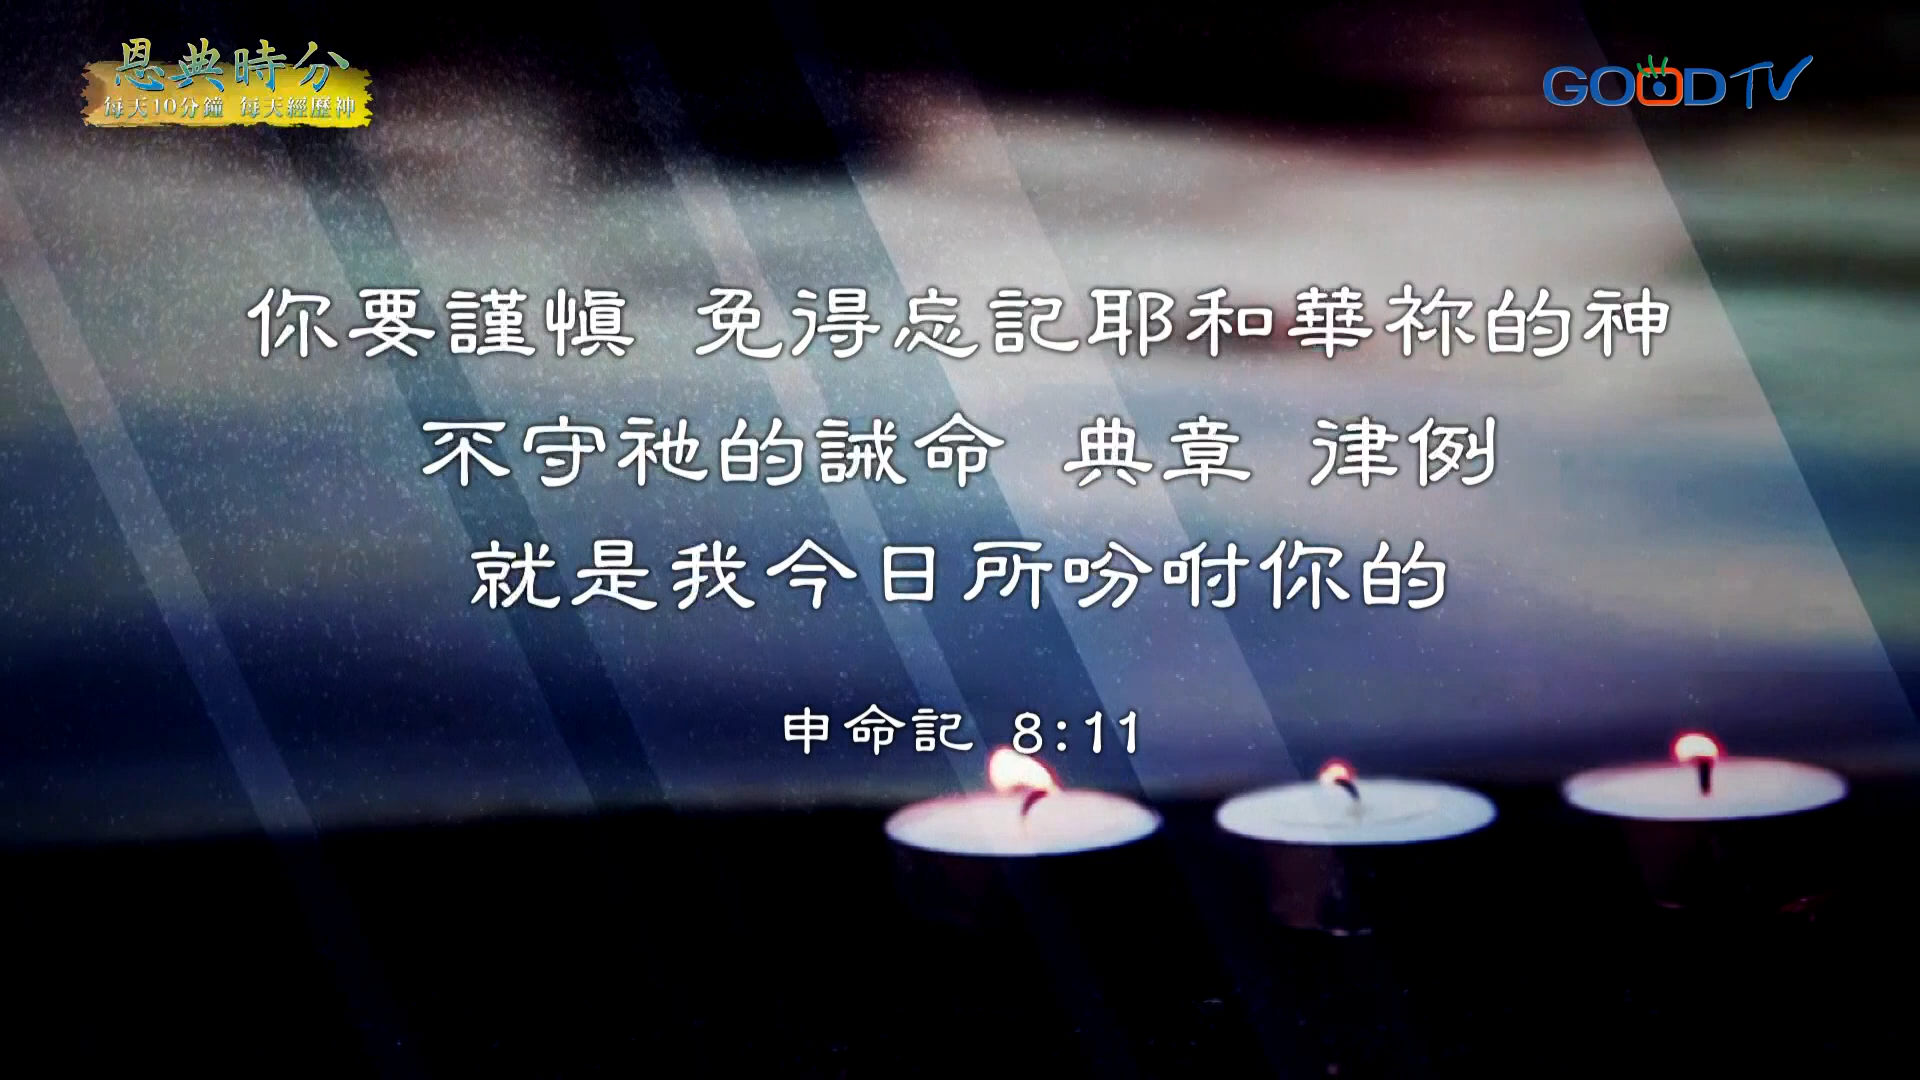 恩典時分
每天10分鐘 每天經歷神
GOOD TV
你要謹慎 免得忘記耶和華祢的神
不守祂的誡命 典章 律例
就是我今日所吩咐你的
申命記 8:11